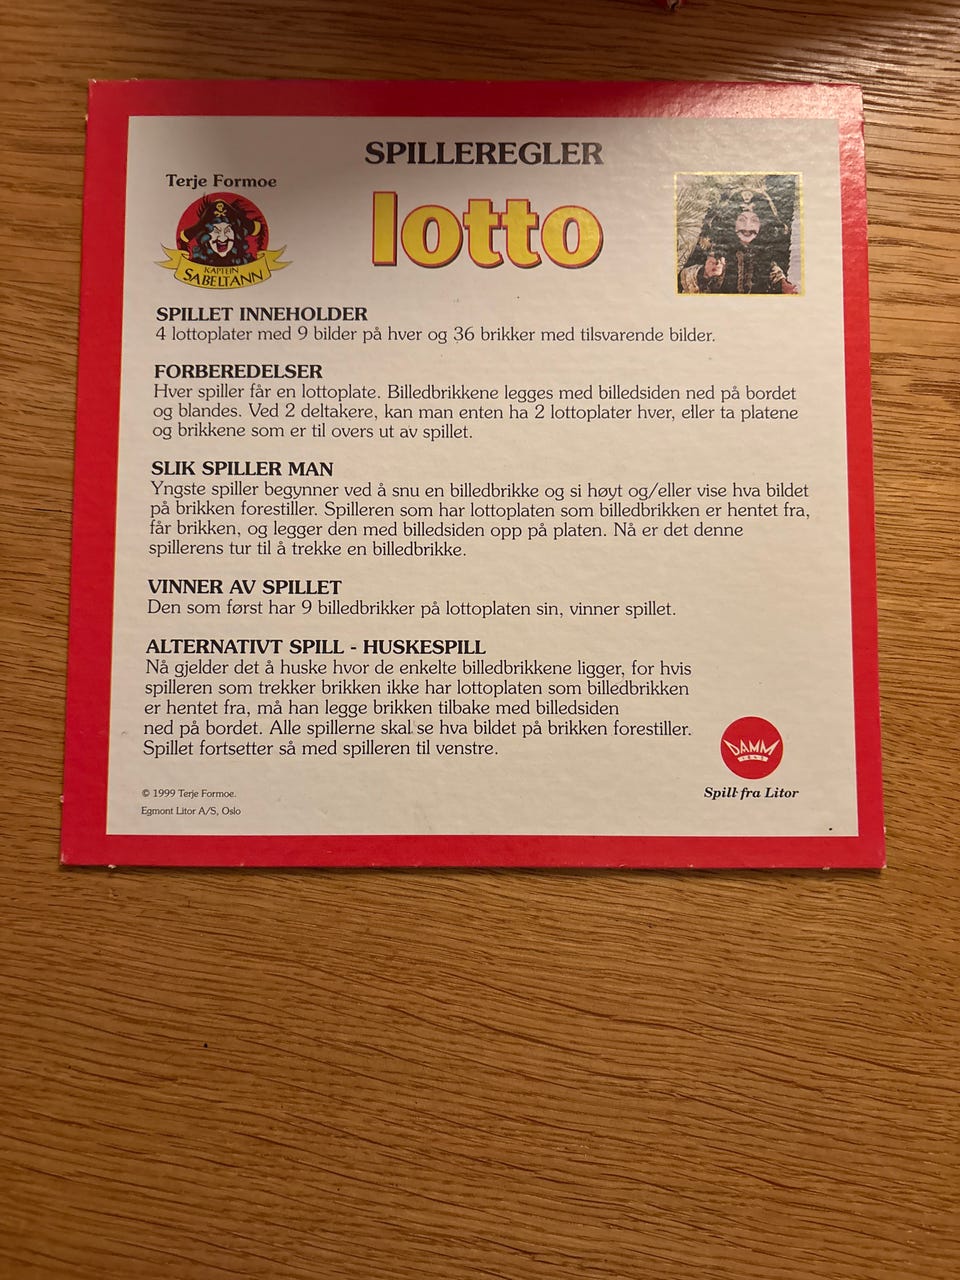 SPILLEREGLER
Terje Formoe
lotto
KAPTEIN
SABELTANN
SPILLET INNEHOLDER
4 lottoplater med 9 bilder på hver og 36 brikker med tilsvarende bilder.
FORBEREDELSER
Hver spiller får en lottoplate. Billedbrikkene legges med billedsiden ned på bordet
og blandes. Ved 2 deltakere, kan man enten ha 2 lottoplater hver, eller ta platene
og brikkene som er til overs ut av spillet.
SLIK SPILLER MAN
Yngste spiller begynner ved å snu en billedbrikke og si høyt og/eller vise hva bildet
på brikken forestiller. Spilleren som har lottoplaten som billedbrikken er hentet fra,
får brikken, og legger den med billedsiden opp på platen. Nå er det denne
spillerens tur til å trekke en billedbrikke.
VINNER AV SPILLET
Den som først har 9 billedbrikker på lottoplaten sin, vinner spillet.
ALTERNATIVT SPILL - HUSKESPILL
Nå gjelder det å huske hvor de enkelte billedbrikkene ligger, for hvis
spilleren som trekker brikken ikke har lottoplaten som billedbrikken
er hentet fra, må han legge brikken tilbake med billedsiden
ned på bordet. Alle spillerne skal se hva bildet på brikken forestiller.
Spillet fortsetter så med spilleren til venstre.
DAMM
Spill fra Litor
© 1999 Terje Formoe.
Egmont Litor A/S, Oslo